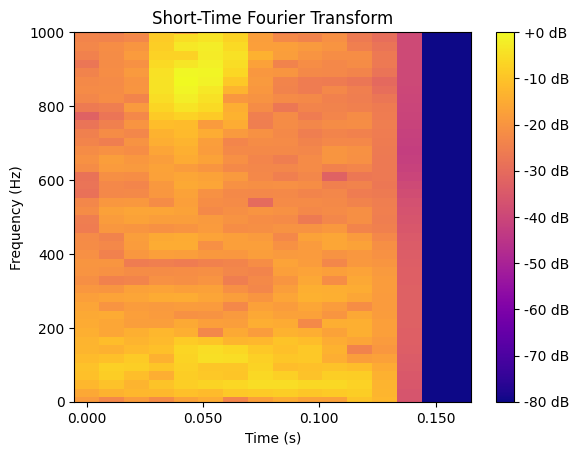 Short-Time Fourier Transform
1000
800
600
400
200
0
Frequency (Hz)
0.000
0.050
0.100
0.150
Time (s)
+0 dB
-10 dB
-20 dB
-30 dB
-40 dB
-50 dB
-60 dB
-70 dB
-80 dB